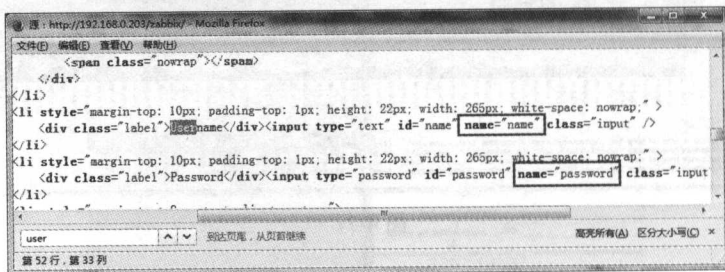 源：http://192.168.0.203/zabbix/ - Mozilla Firefox
文件(F) 编辑(E) 查看(V) 帮助(H)
<span class="nowrap"></span>
</div>
</li>
<li style="margin-top: 10px; padding-top: 1px; height: 22px; width: 265px; white-space: nowrap;" >
<div class="label">Username</div><input type="text" id="name" name="name" class="input" />
</li>
<li style="margin-top: 10px; padding-top: 1px; height: 22px; width: 265px; white-space: nowrap;" >
<div class="label">Password</div><input type="password" id="password" name="password" class="input
</li>
user 到达页尾，从页首继续 高亮所有(A) 区分大小写(C) ×
第 52 行，第 33 列